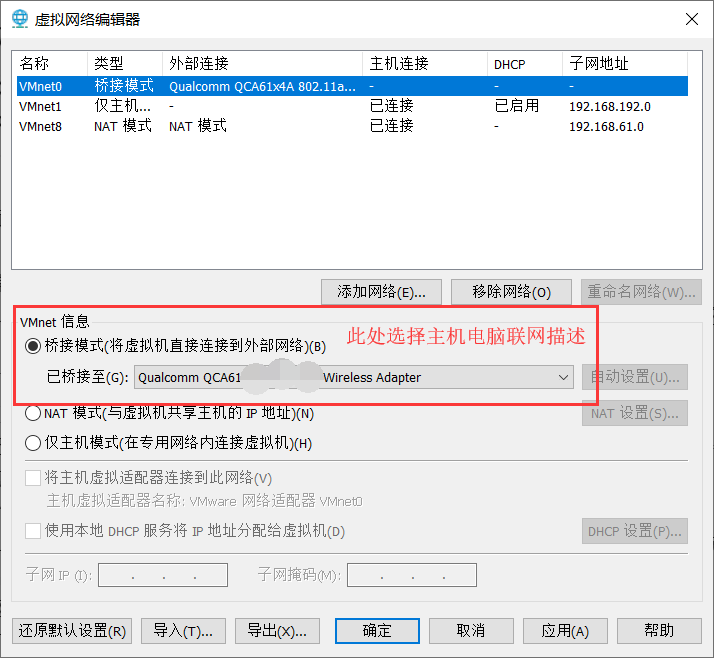 虚拟网络编辑器
名称 类型 外部连接 主机连接 DHCP 子网地址
VMnet0 桥接模式 Qualcomm QCA61x4A 802.11a... - - -
VMnet1 仅主机... - 已连接 已启用 192.168.192.0
VMnet8 NAT 模式 NAT 模式 已连接 - 192.168.61.0
添加网络(E)... 移除网络(O) 重命名网络(W)...
VMnet 信息
此处选择主机电脑联网描述
桥接模式(将虚拟机直接连接到外部网络)(B)
已桥接至(G): Qualcomm QCA61 Wireless Adapter 自动设置(U)...
NAT 模式(与虚拟机共享主机的 IP 地址)(N) NAT 设置(S)...
仅主机模式(在专用网络内连接虚拟机)(H)
将主机虚拟适配器连接到此网络(V)
主机虚拟适配器名称: VMware 网络适配器 VMnet0
使用本地 DHCP 服务将 IP 地址分配给虚拟机(D) DHCP 设置(P)...
子网 IP (I): . . . 子网掩码(M): . . .
还原默认设置(R) 导入(T)... 导出(X)... 确定 取消 应用(A) 帮助